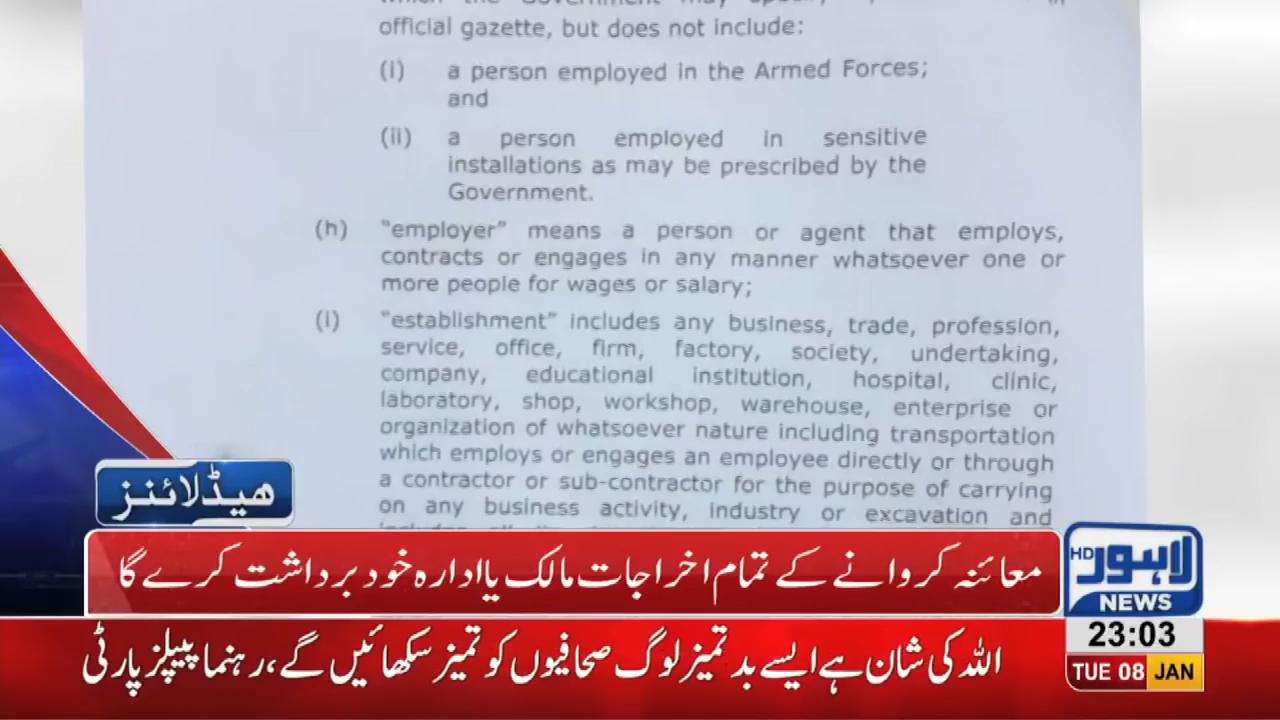 which the Government may
official gazette, but does not include:
(i) a person employed in the Armed Forces;
and
(ii) a person employed in sensitive
installations as may be prescribed by the
Government.
(h) "employer" means a person or agent that employs,
contracts or engages in any manner whatsoever one or
more people for wages or salary;
(i) "establishment" includes any business, trade, profession,
service, office, firm, factory, society, undertaking,
company, educational institution, hospital, clinic,
laboratory, shop, workshop, warehouse, enterprise or
organization of whatsoever nature including transportation
which employs or engages an employee directly or through
a contractor or sub-contractor for the purpose of carrying
on any business activity, industry or excavation and
ہیڈلائنز
معائنہ کروانے کے تمام اخراجات مالک یا ادارہ خود برداشت کرے گا
لاہور HD
NEWS
23:03
TUE 08 JAN
اللہ کی شان ہے ایسے بدتمیز لوگ صحافیوں کو تمیز سکھائیں گے، رہنما پیپلز پارٹی